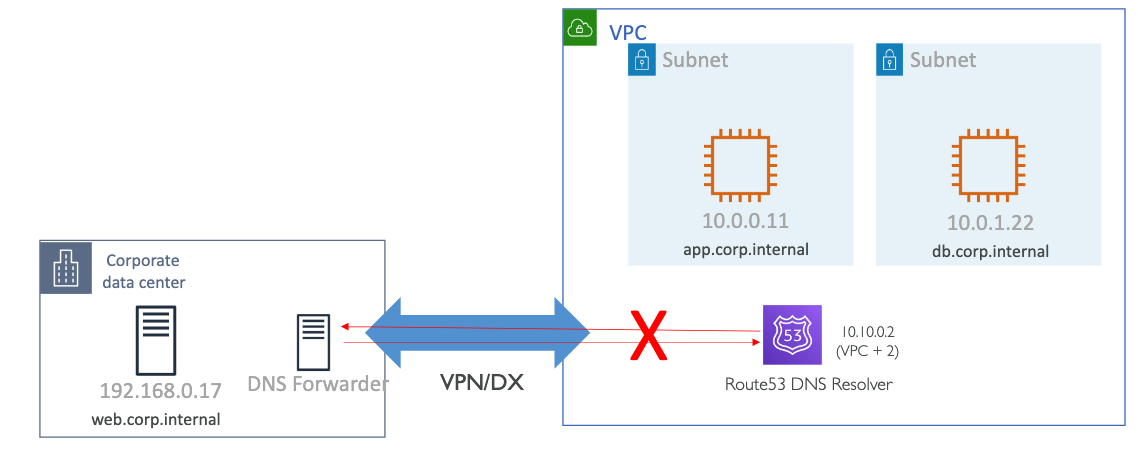 VPC
Subnet
Subnet
10.0.0.11
app.corp.internal
10.0.1.22
db.corp.internal
Corporate
data center
192.168.0.17
web.corp.internal
DNS Forwarder
VPN/DX
53
10.10.0.2
(VPC + 2)
Route53 DNS Resolver